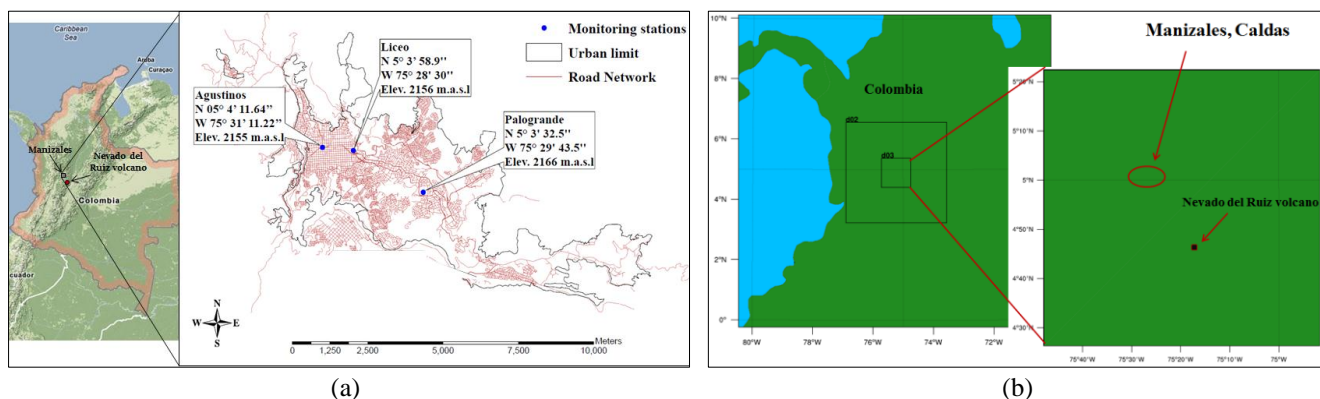 Caribbean
Sea
Aruba
Curaçao
Manizales
Nevado del
Ruiz volcano
Colombia
cuador
Monitoring stations
Urban limit
Road Network
Liceo
N 5° 3' 58.9''
W 75° 28' 30''
Elev. 2156 m.a.s.l
Agustinos
N 05° 4' 11.64''
W 75° 31' 11.22''
Elev. 2155 m.a.s.l
Palogrande
N 5° 3' 32.5''
W 75° 29' 43.5''
Elev. 2166 m.a.s.l
N
W E
S
Meters
0 1,250 2,500 5,000 7,500 10,000
(a)
10°N
8°N
6°N
4°N
2°N
0°
80°W 78°W 76°W 74°W 72°W
Colombia
d02
d03
Manizales, Caldas
Nevado del Ruiz volcano
5°20'N
5°10'N
5°N
4°50'N
4°40'N
4°30'N
75°40'W 75°30'W 75°20'W 75°10'W 75°W
(b)